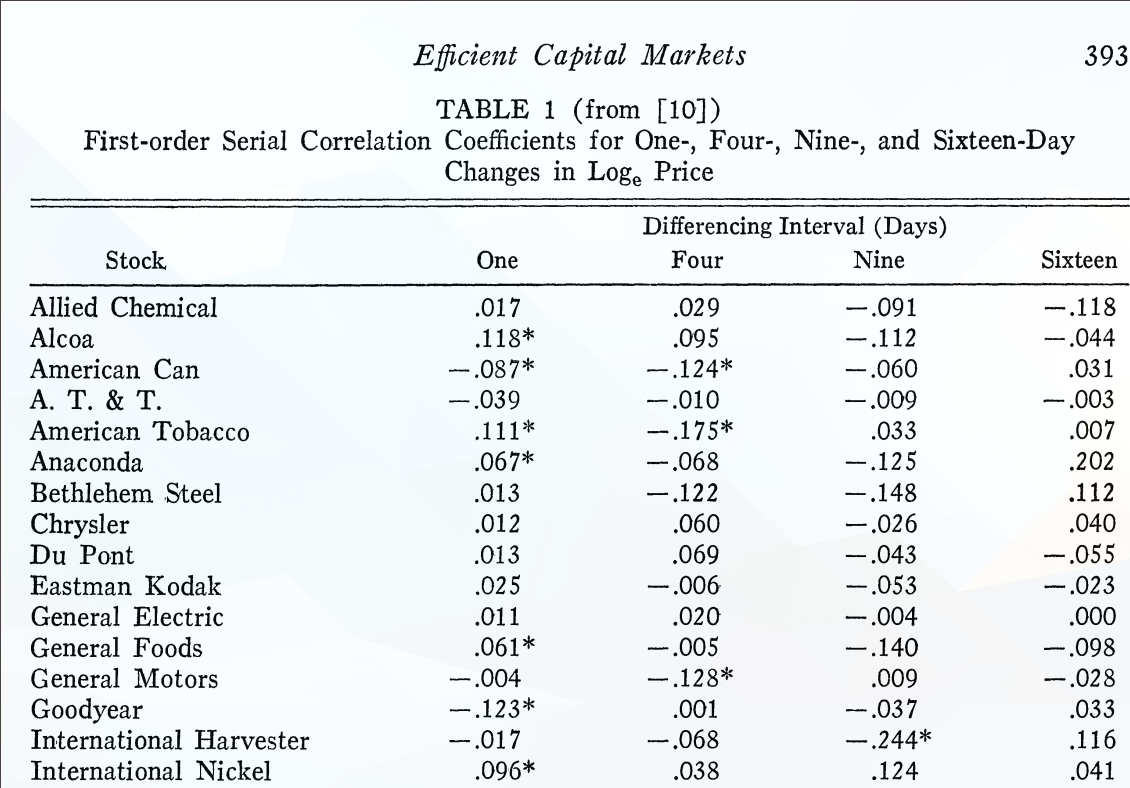 Efficient Capital Markets 393
TABLE 1 (from [10])
First-order Serial Correlation Coefficients for One-, Four-, Nine-, and Sixteen-Day
Changes in Logₑ Price
Differencing Interval (Days)
Stock One Four Nine Sixteen
Allied Chemical .017 .029 —.091 —.118
Alcoa .118* .095 —.112 —.044
American Can —.087* —.124* —.060 .031
A. T. & T. —.039 —.010 —.009 —.003
American Tobacco .111* —.175* .033 .007
Anaconda .067* —.068 —.125 .202
Bethlehem Steel .013 —.122 —.148 .112
Chrysler .012 .060 —.026 .040
Du Pont .013 .069 —.043 —.055
Eastman Kodak .025 —.006 —.053 —.023
General Electric .011 .020 —.004 .000
General Foods .061* —.005 —.140 —.098
General Motors —.004 —.128* .009 —.028
Goodyear —.123* .001 —.037 .033
International Harvester —.017 —.068 —.244* .116
International Nickel .096* .038 .124 .041